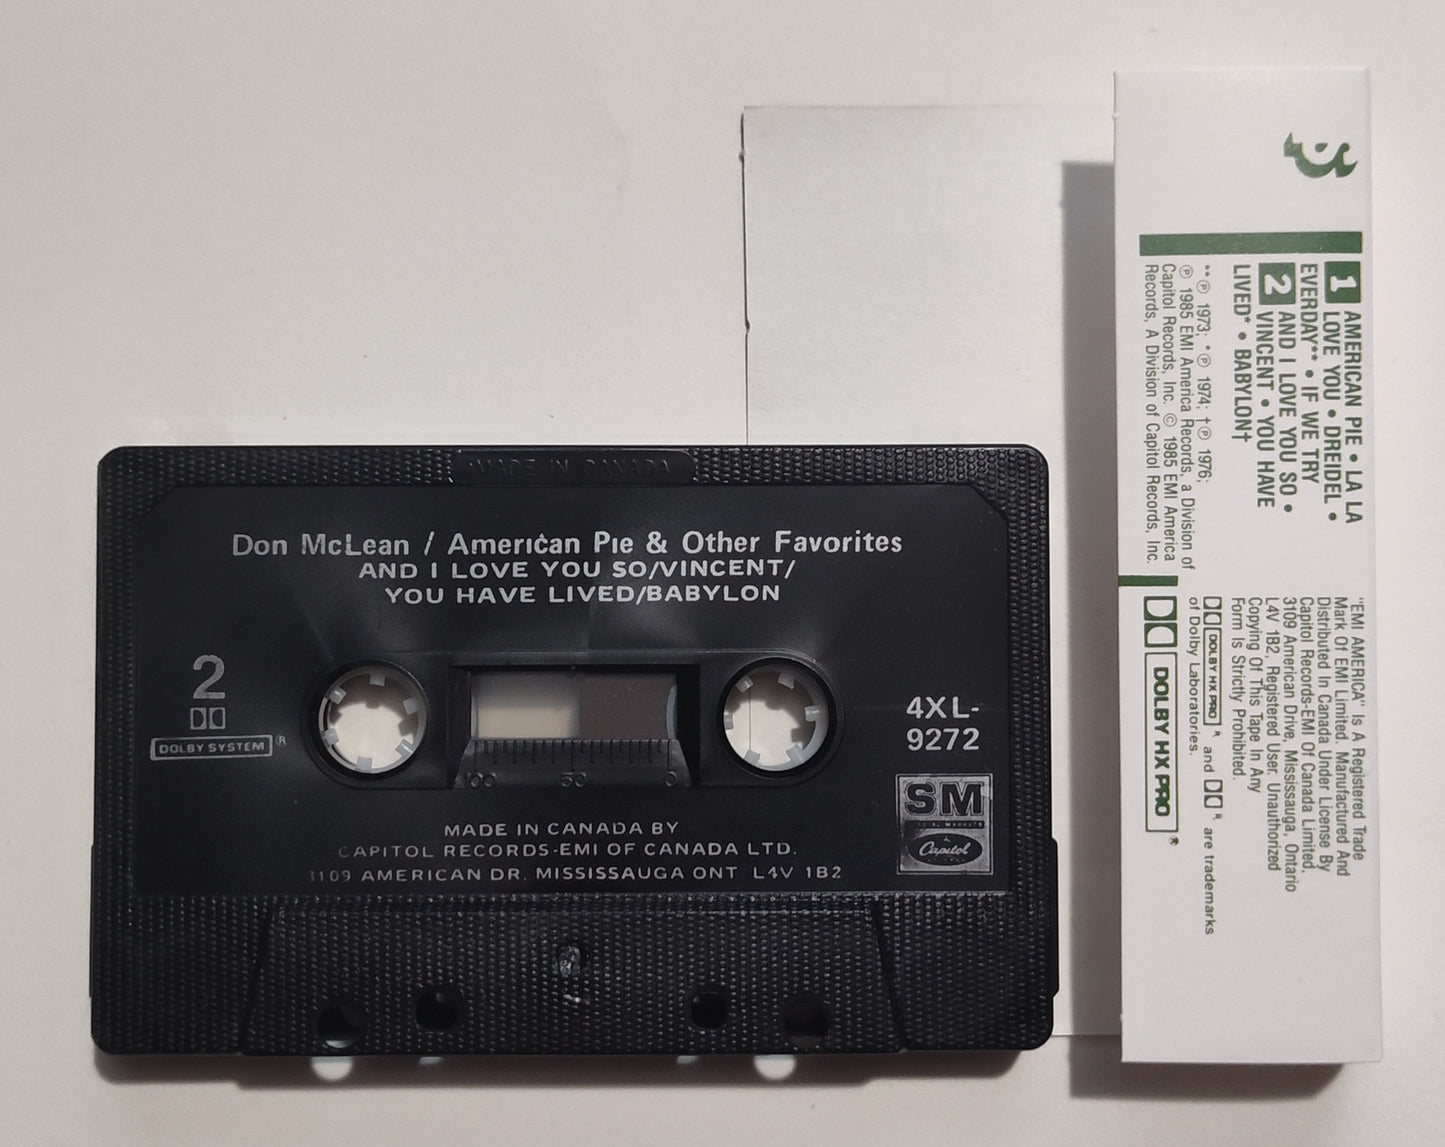 MADE IN CANADA
Don McLean / American Pie & Other Favorites
AND I LOVE YOU SO/VINCENT/
YOU HAVE LIVED/BABYLON
2
DOLBY SYSTEM ®
4XL-
9272
100 50 0
SM
Capitol
MADE IN CANADA BY
CAPITOL RECORDS-EMI OF CANADA LTD.
3109 AMERICAN DR. MISSISSAUGA ONT L4V 1B2
1 AMERICAN PIE • LA LA
LOVE YOU • DREIDEL •
EVERDAY** • IF WE TRY
2 AND I LOVE YOU SO •
VINCENT • YOU HAVE
LIVED* • BABYLON†
** ℗ 1973; * ℗ 1974; † ℗ 1976;
℗ 1985 EMI America Records, a Division of
Capitol Records, Inc. © 1985 EMI America
Records, A Division of Capitol Records, Inc.
"EMI AMERICA" Is A Registered Trade
Mark Of EMI Limited. Manufactured And
Distributed In Canada Under License By
Capitol Records-EMI Of Canada Limited,
3109 American Drive, Mississauga, Ontario
L4V 1B2, Registered User. Unauthorized
Copying Of This Tape In Any
Form Is Strictly Prohibited.
DOLBY HX PRO ® and ® are trademarks
of Dolby Laboratories.
DOLBY HX PRO ®